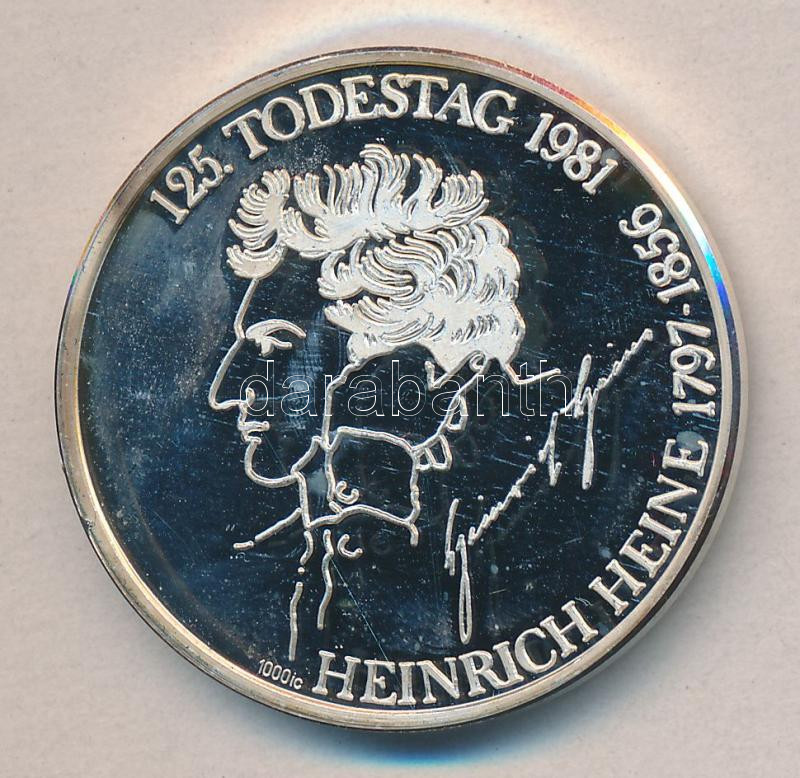 125. TODESTAG 1981
HEINRICH HEINE 1797-1856
1000ic
darabanth